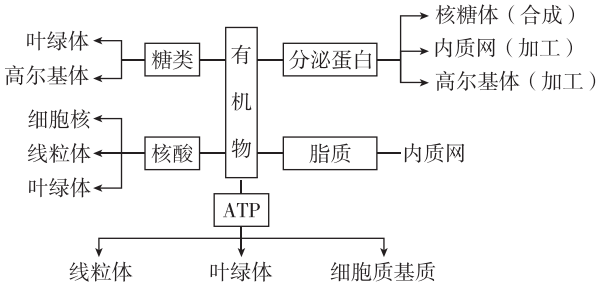 核糖体（合成）
叶绿体
糖类
有机物
分泌蛋白
内质网（加工）
高尔基体
高尔基体（加工）
细胞核
线粒体
核酸
脂质
内质网
叶绿体
ATP
线粒体
叶绿体
细胞质基质